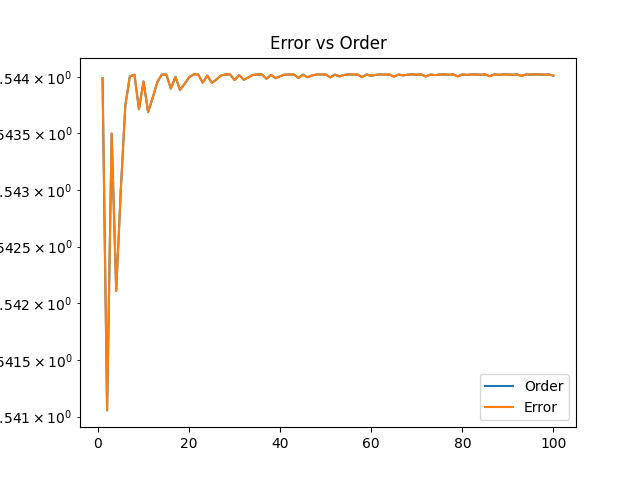 Error vs Order
.544 × 10⁰
5435 × 10⁰
.543 × 10⁰
5425 × 10⁰
.542 × 10⁰
5415 × 10⁰
.541 × 10⁰
Order
Error
0 20 40 60 80 100